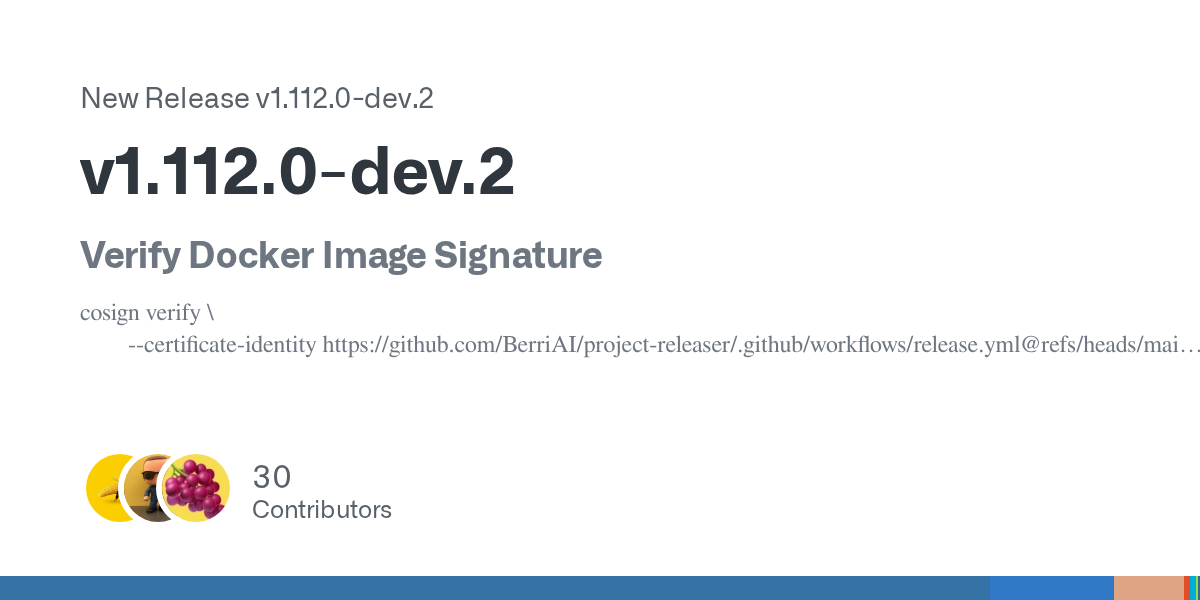 New Release v1.112.0-dev.2
v1.112.0-dev.2
Verify Docker Image Signature
cosign verify \
--certificate-identity https://github.com/BerriAI/project-releaser/.github/workflows/release.yml@refs/heads/mai…
30
Contributors